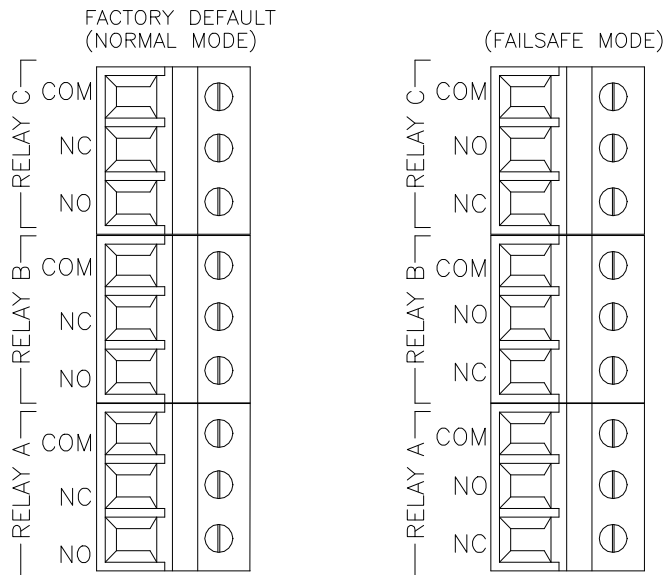 FACTORY DEFAULT
(NORMAL MODE)
RELAY C
COM
NC
NO
RELAY B
COM
NC
NO
RELAY A
COM
NC
NO
(FAILSAFE MODE)
RELAY C
COM
NO
NC
RELAY B
COM
NO
NC
RELAY A
COM
NO
NC